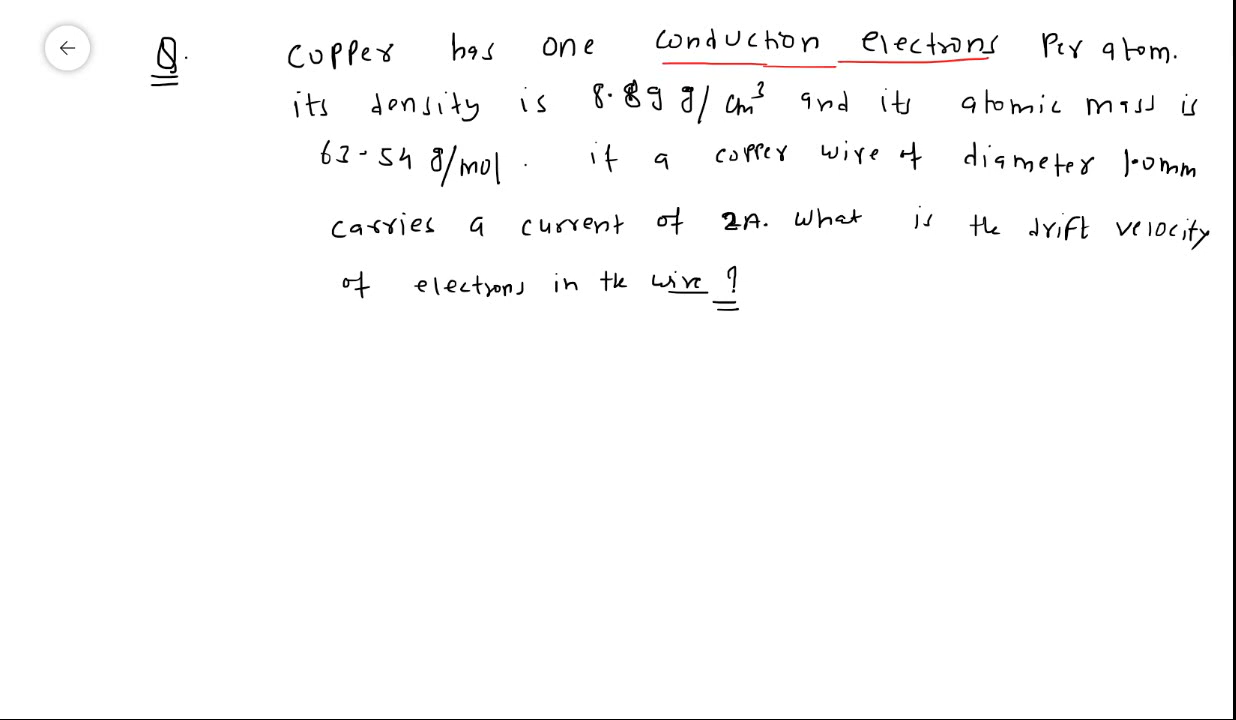 Q. Copper has one conduction electrons Per atom.
its density is 8.89 g/cm³ and its atomic mass is
63.54 g/mol. if a copper wire of diameter 1.0mm
carries a current of 2A. What is the drift velocity
of electrons in the wire ?